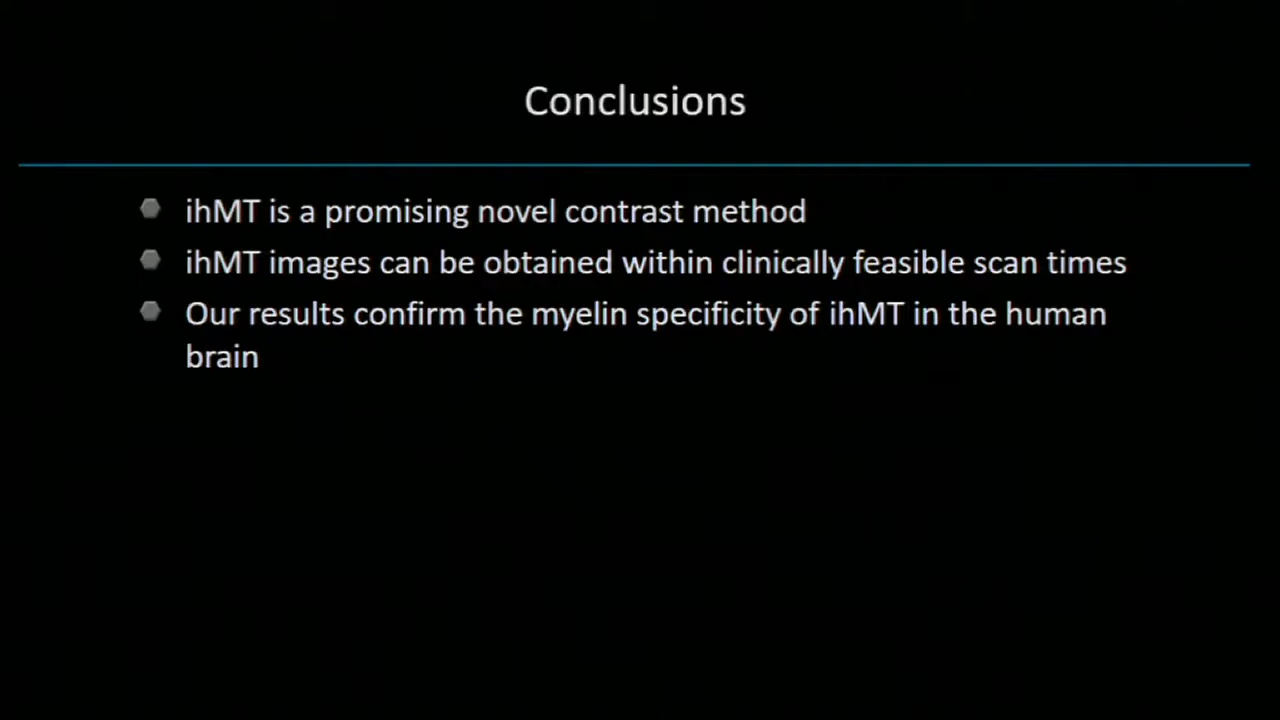 Conclusions
ihMT is a promising novel contrast method
ihMT images can be obtained within clinically feasible scan times
Our results confirm the myelin specificity of ihMT in the human
brain